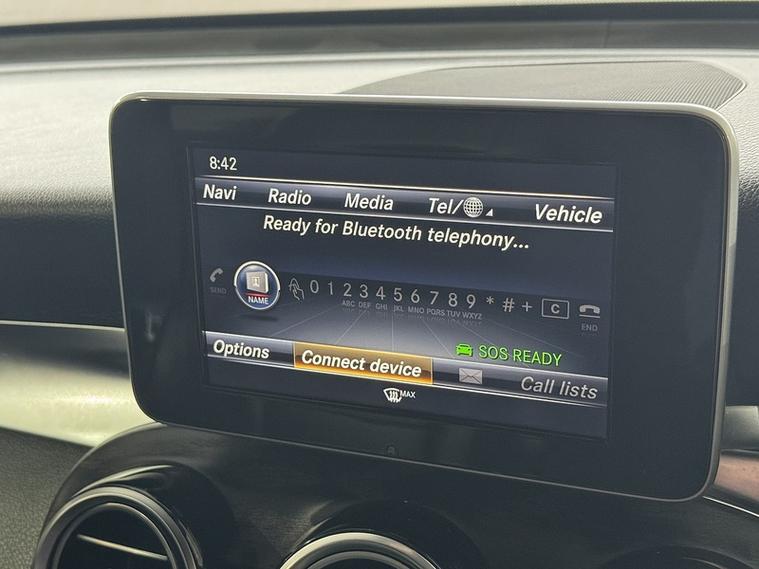 8:42
Navi Radio Media Tel/ Vehicle
Ready for Bluetooth telephony...
SEND NAME 0 1 2 3 4 5 6 7 8 9 * # + C END
ABC DEF GHI JKL MNO PQRS TUV WXYZ
SOS READY
Options Connect device Call lists
MAX